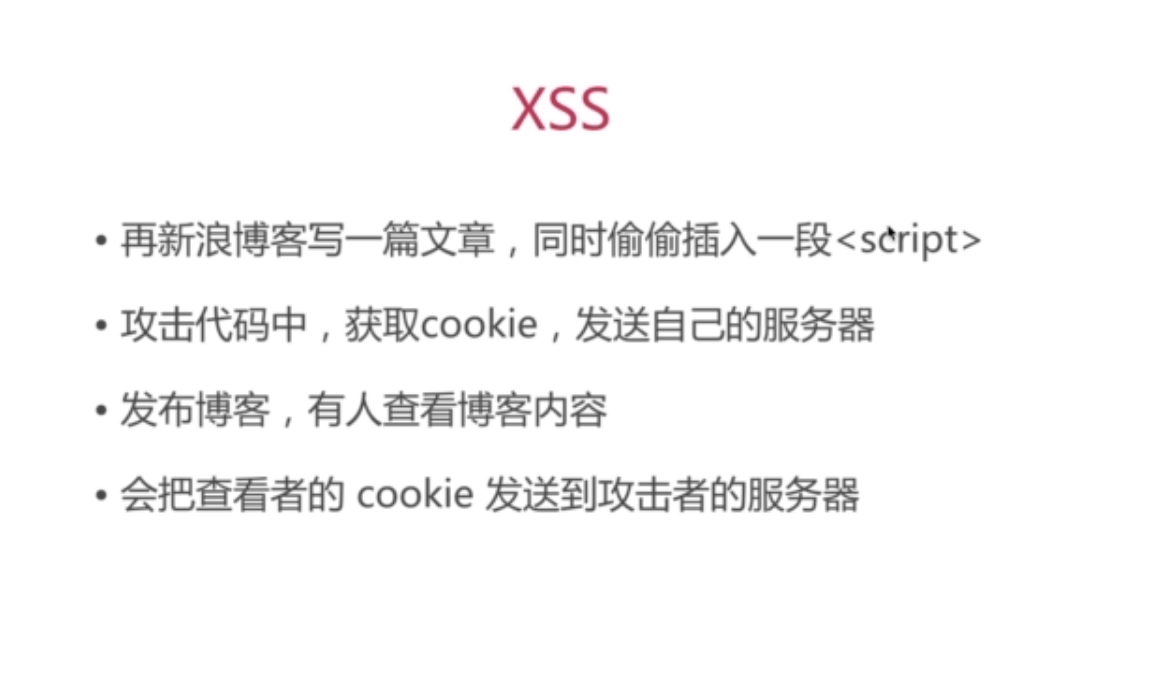 XSS
• 再新浪博客写一篇文章，同时偷偷插入一段<script>
• 攻击代码中，获取cookie，发送自己的服务器
• 发布博客，有人查看博客内容
• 会把查看者的 cookie 发送到攻击者的服务器